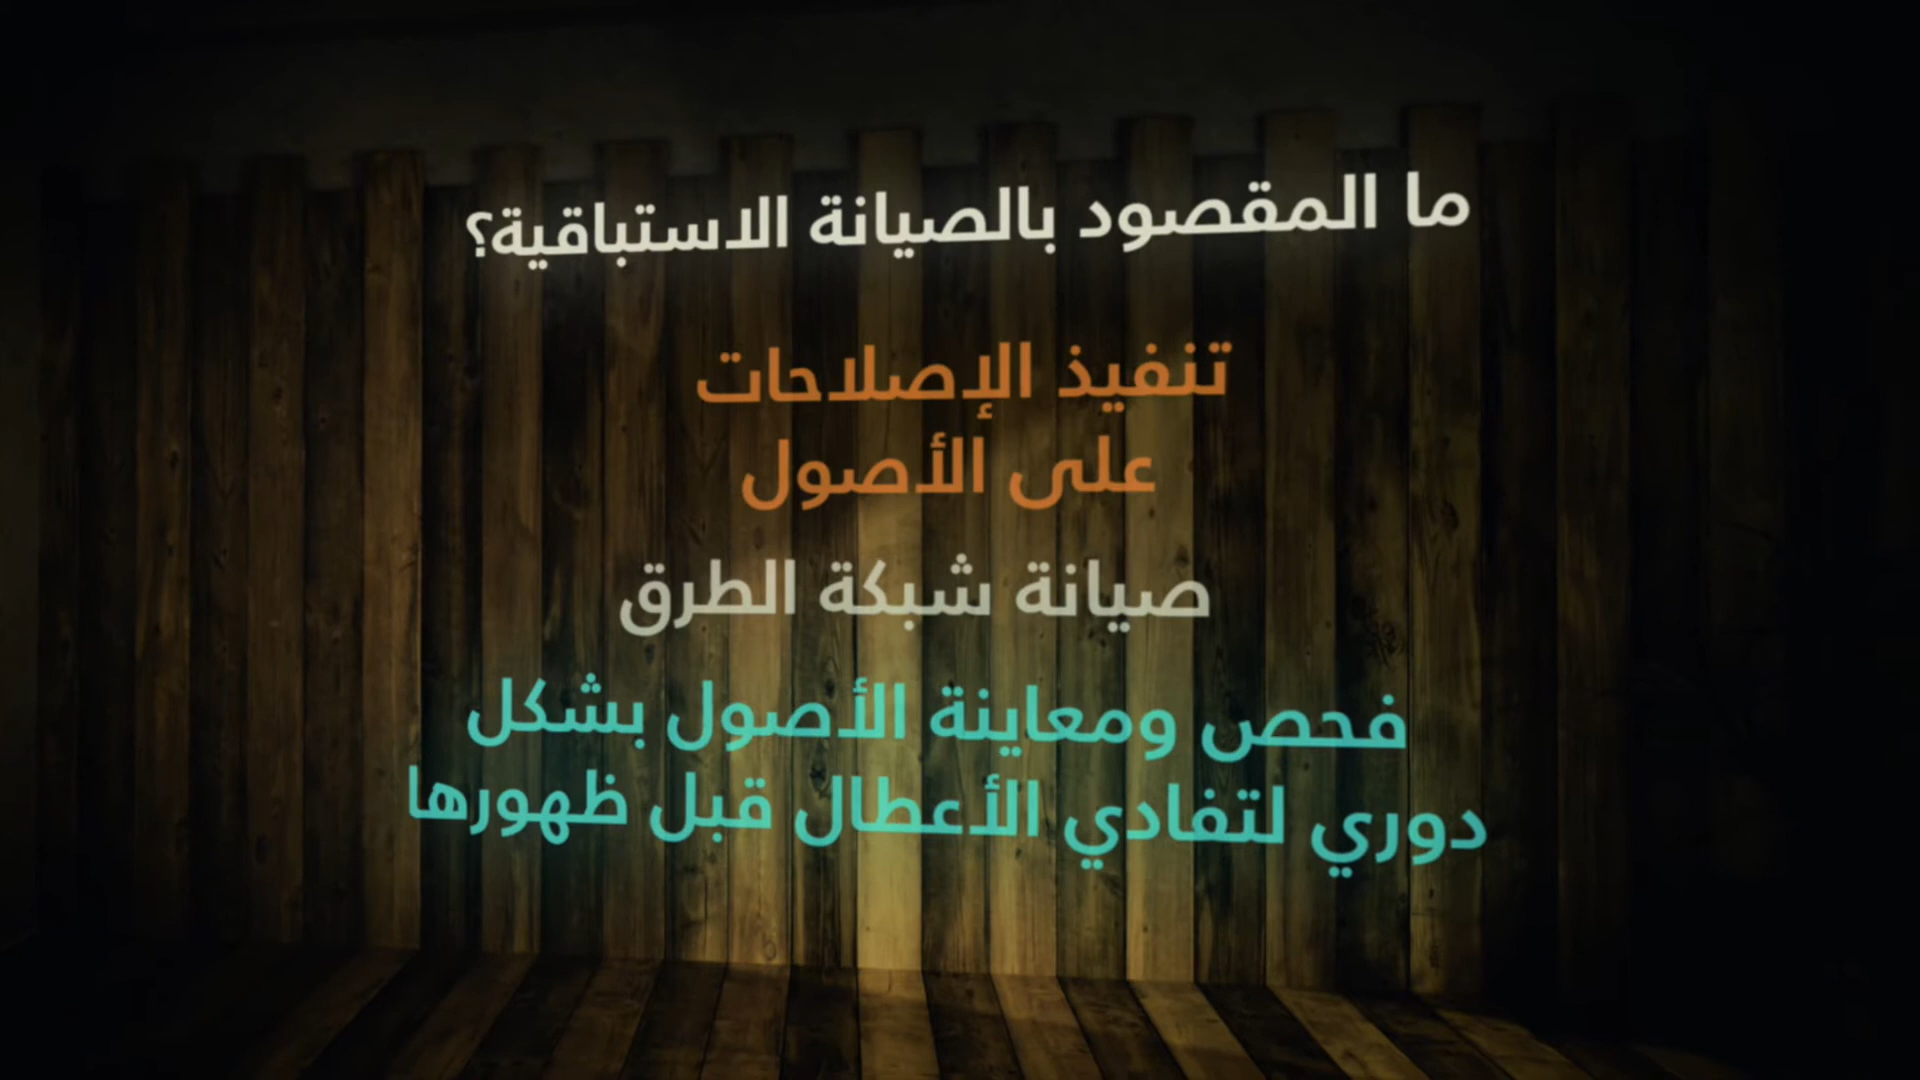 ما المقصود بالصيانة الاستباقية؟
تنفيذ الإصلاحات
على الأصول
صيانة شبكة الطرق
فحص ومعاينة الأصول بشكل
دوري لتفادي الأعطال قبل ظهورها